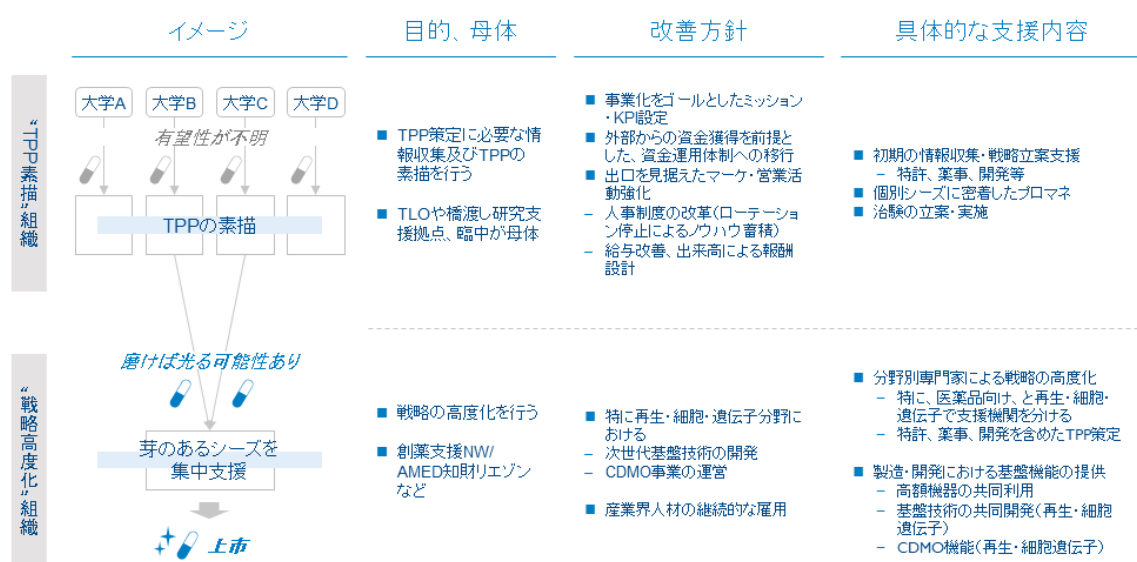 イメージ
目的、母体
改善方針
具体的な支援内容
“TPP素描”組織
大学A
大学B
大学C
大学D
有望性が不明
TPPの素描
■ TPP策定に必要な情
報収集及びTPPの
素描を行う
■ TLOや橋渡し研究支
援拠点、臨中が母体
■ 事業化をゴールとしたミッション
・KPI設定
■ 外部からの資金獲得を前提と
した、資金運用体制への移行
■ 出口を見据えたマーケ・営業活
動強化
– 人事制度の改革（ローテーショ
ン停止によるノウハウ蓄積）
– 給与改善、出来高による報酬
設計
■ 初期の情報収集・戦略立案支援
– 特許、薬事、開発等
■ 個別シーズに密着したプロマネ
■ 治験の立案・実施
“戦略高度化”組織
磨けば光る可能性あり
芽のあるシーズを
集中支援
上市
■ 戦略の高度化を行う
■ 創薬支援NW/
AMED知財リエゾン
など
■ 特に再生・細胞・遺伝子分野に
おける
– 次世代基盤技術の開発
– CDMO事業の運営
■ 産業界人材の継続的な雇用
■ 分野別専門家による戦略の高度化
– 特に、医薬品向け、と再生・細胞・
遺伝子で支援機関を分ける
– 特許、薬事、開発を含めたTPP策定
■ 製造・開発における基盤機能の提供
– 高額機器の共同利用
– 基盤技術の共同開発（再生・細胞
遺伝子）
– CDMO機能（再生・細胞遺伝子）